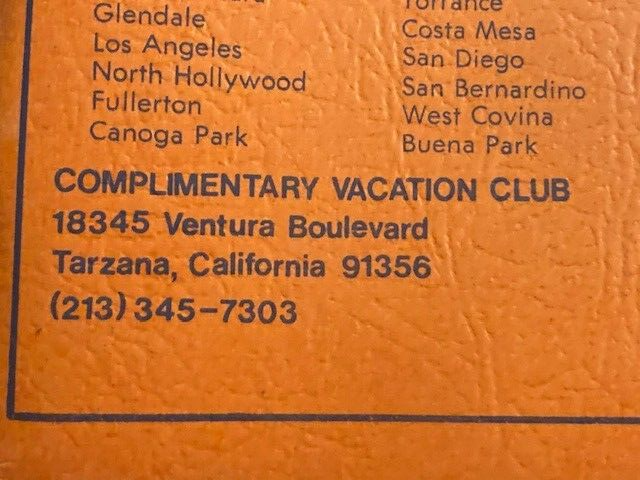 Glendale
Los Angeles
North Hollywood
Fullerton
Canoga Park
Torrance
Costa Mesa
San Diego
San Bernardino
West Covina
Buena Park
COMPLIMENTARY VACATION CLUB
18345 Ventura Boulevard
Tarzana, California 91356
(213) 345-7303